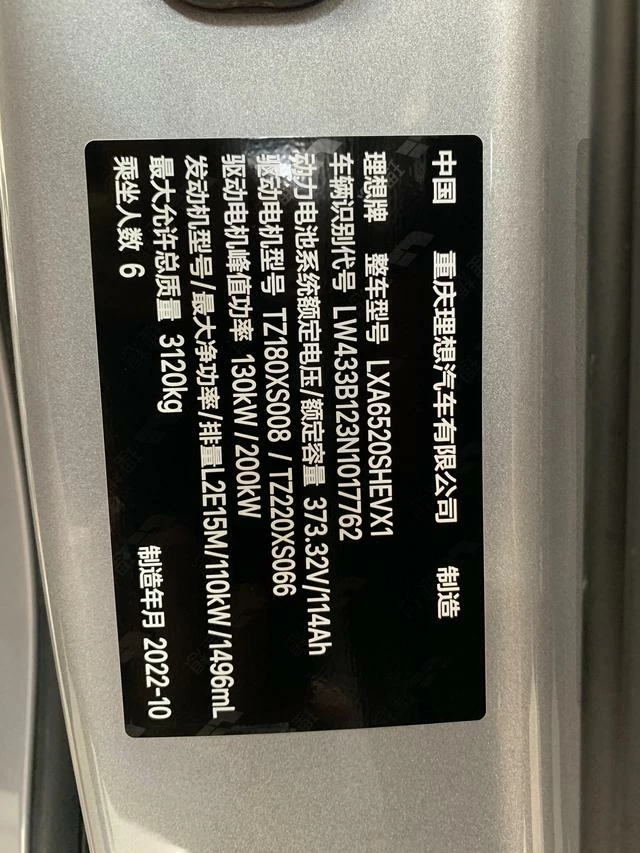 中国 重庆理想汽车有限公司 制造
理想牌 整车型号 LXA6520SHEVX1
车辆识别代号 LW433B123N1017762
动力电池系统额定电压/额定容量 373.32V/114Ah
驱动电机型号 TZ180XS008 / TZ220XS066
驱动电机峰值功率 130kW/200kW
发动机型号/最大净功率/排量L2E15M/110kW/1496mL
最大允许总质量 3120kg
乘坐人数 6 制造年月 2022-10